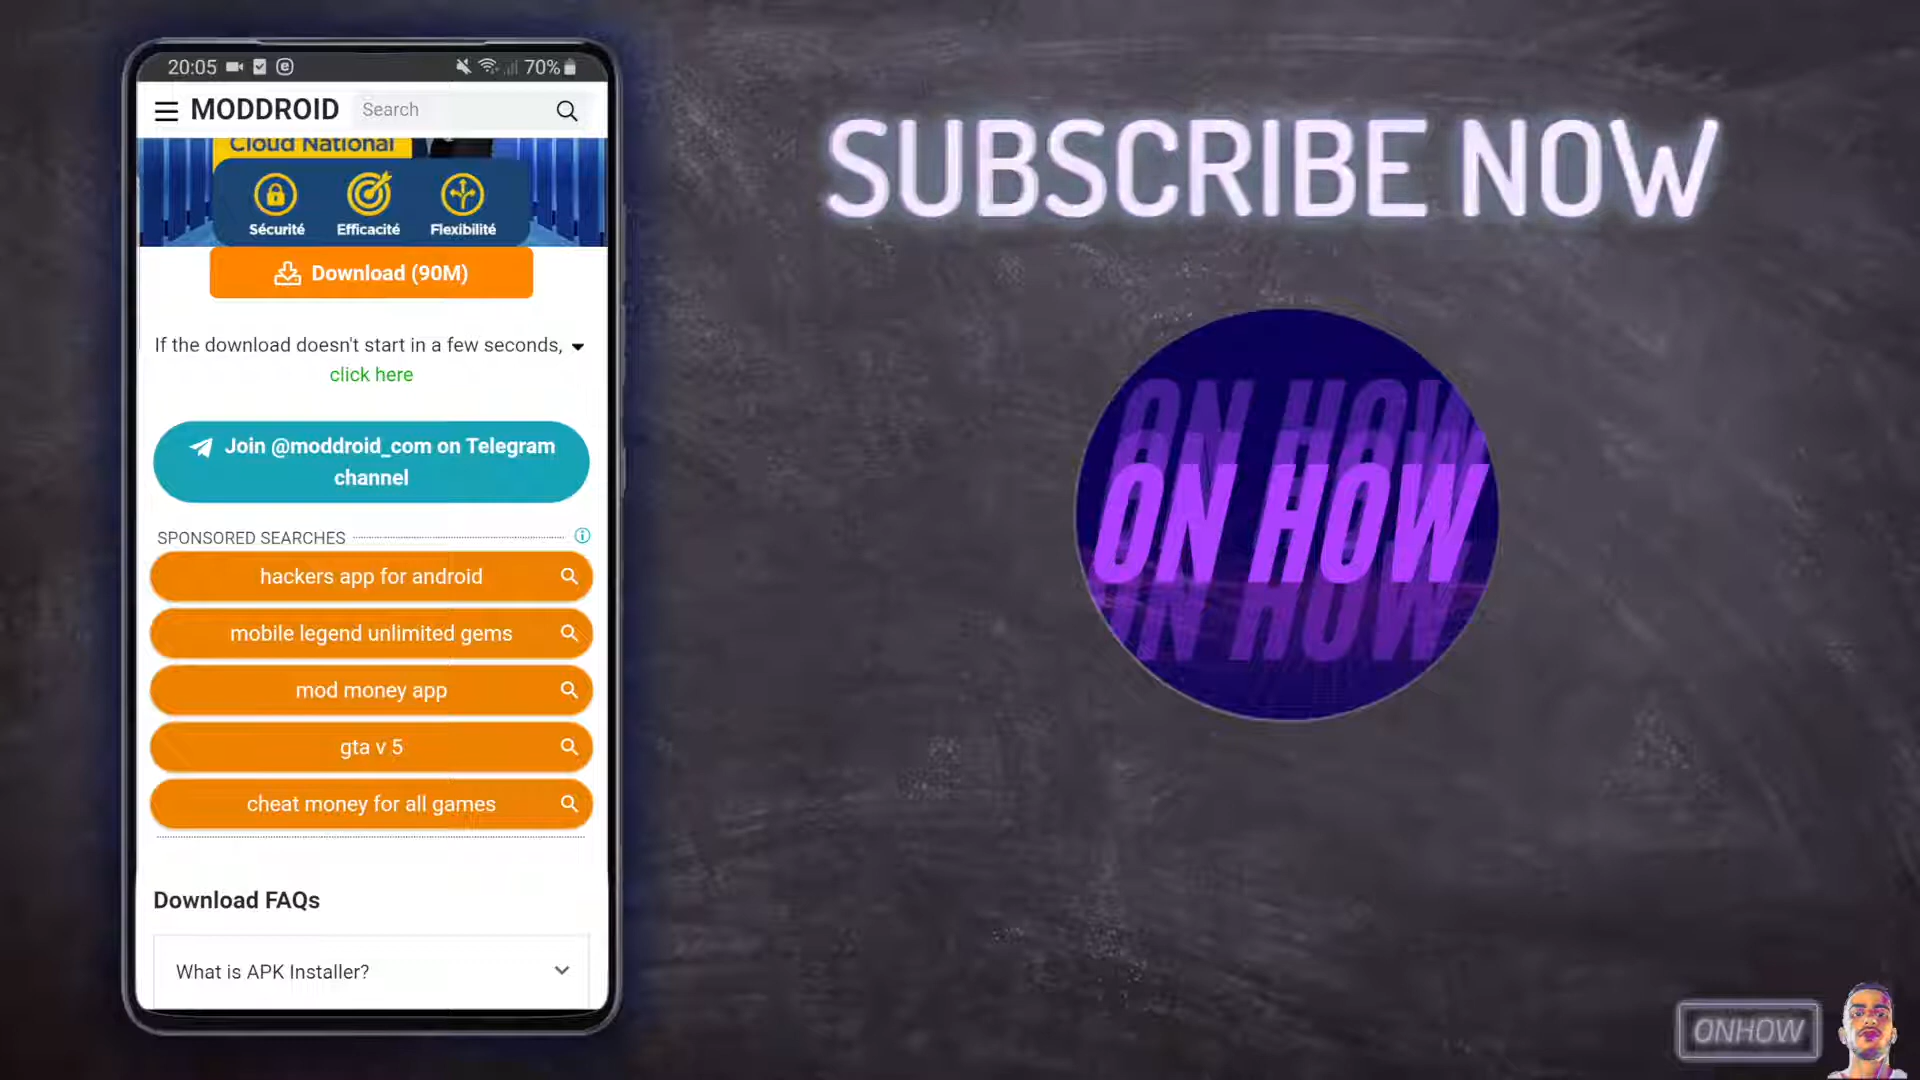 20:05
70%
MODDROID
Search
Cloud National
Sécurité
Efficacité
Flexibilité
Download (90M)
If the download doesn't start in a few seconds,
click here
Join @moddroid_com on Telegram
channel
SPONSORED SEARCHES
hackers app for android
mobile legend unlimited gems
mod money app
gta v 5
cheat money for all games
Download FAQs
What is APK Installer?
SUBSCRIBE NOW
ON HOW
ON HOW
ON HOW
ONHOW